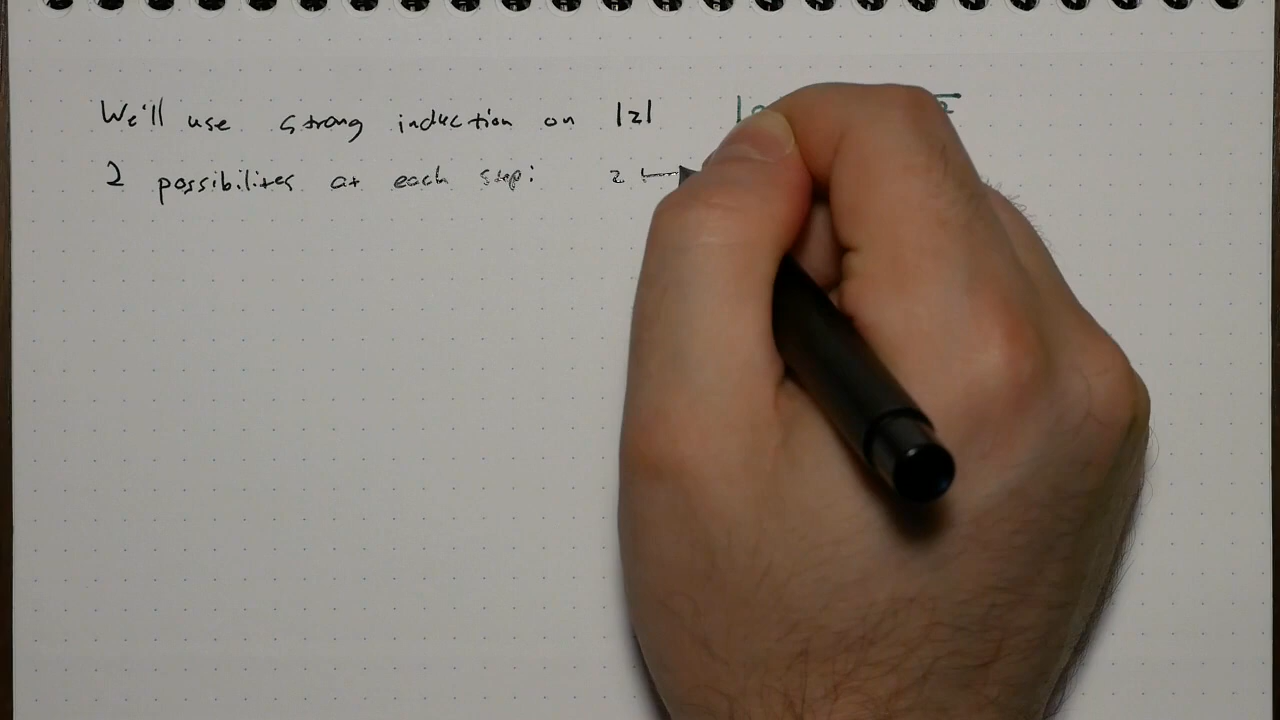 We'll use strong induction on |z|
2 possibilities at each step: z ⟼